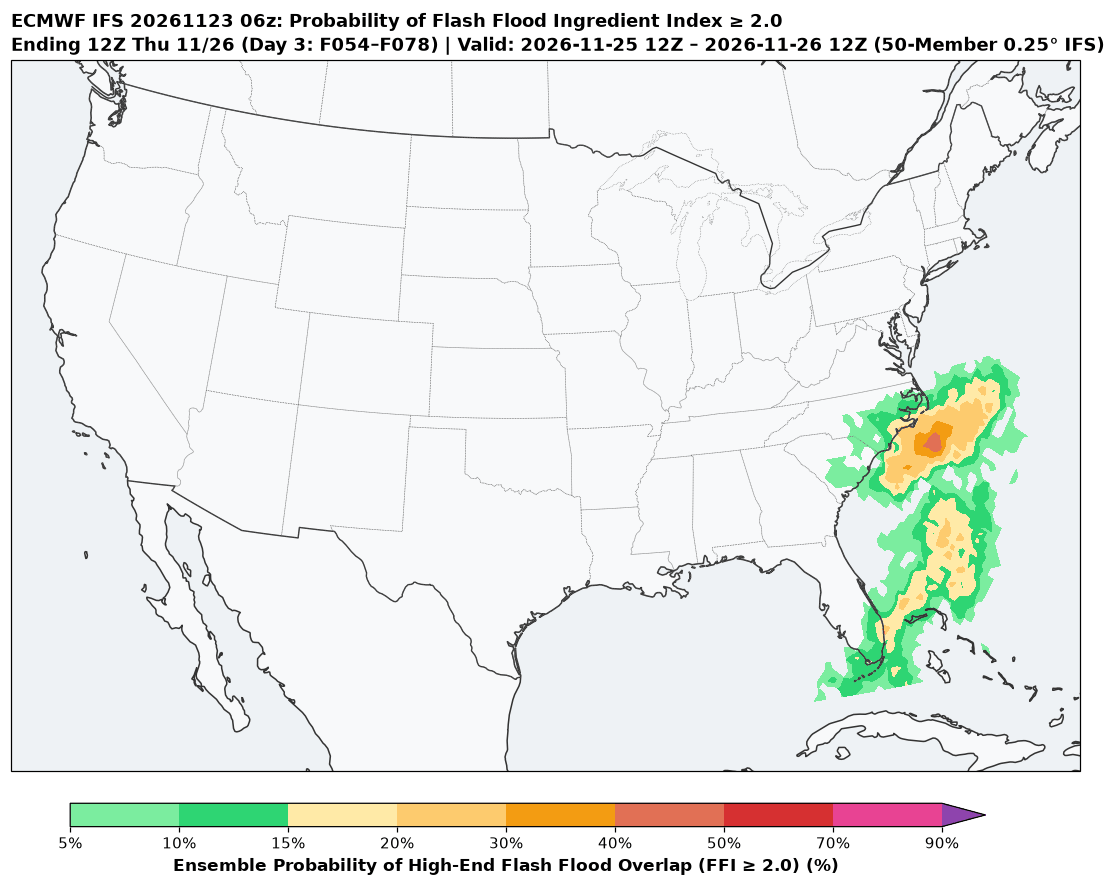 ECMWF IFS 20261123 06z: Probability of Flash Flood Ingredient Index ≥ 2.0
Ending 12Z Thu 11/26 (Day 3: F054–F078) | Valid: 2026-11-25 12Z – 2026-11-26 12Z (50-Member 0.25° IFS)
5% 10% 15% 20% 30% 40% 50% 70% 90%
Ensemble Probability of High-End Flash Flood Overlap (FFI ≥ 2.0) (%)